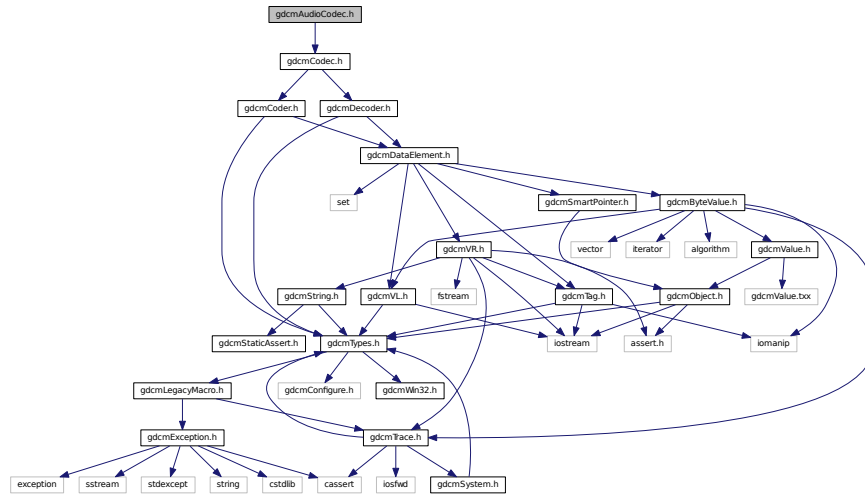 gdcmAudioCodec.h
gdcmCodec.h
gdcmCoder.h
gdcmDecoder.h
gdcmDataElement.h
set
gdcmSmartPointer.h
gdcmByteValue.h
gdcmVR.h
vector
iterator
algorithm
gdcmValue.h
gdcmString.h
gdcmVL.h
fstream
gdcmTag.h
gdcmObject.h
gdcmValue.txx
gdcmStaticAssert.h
gdcmTypes.h
iostream
assert.h
iomanip
gdcmLegacyMacro.h
gdcmConfigure.h
gdcmWin32.h
gdcmException.h
gdcmTrace.h
exception
sstream
stdexcept
string
cstdlib
cassert
iosfwd
gdcmSystem.h